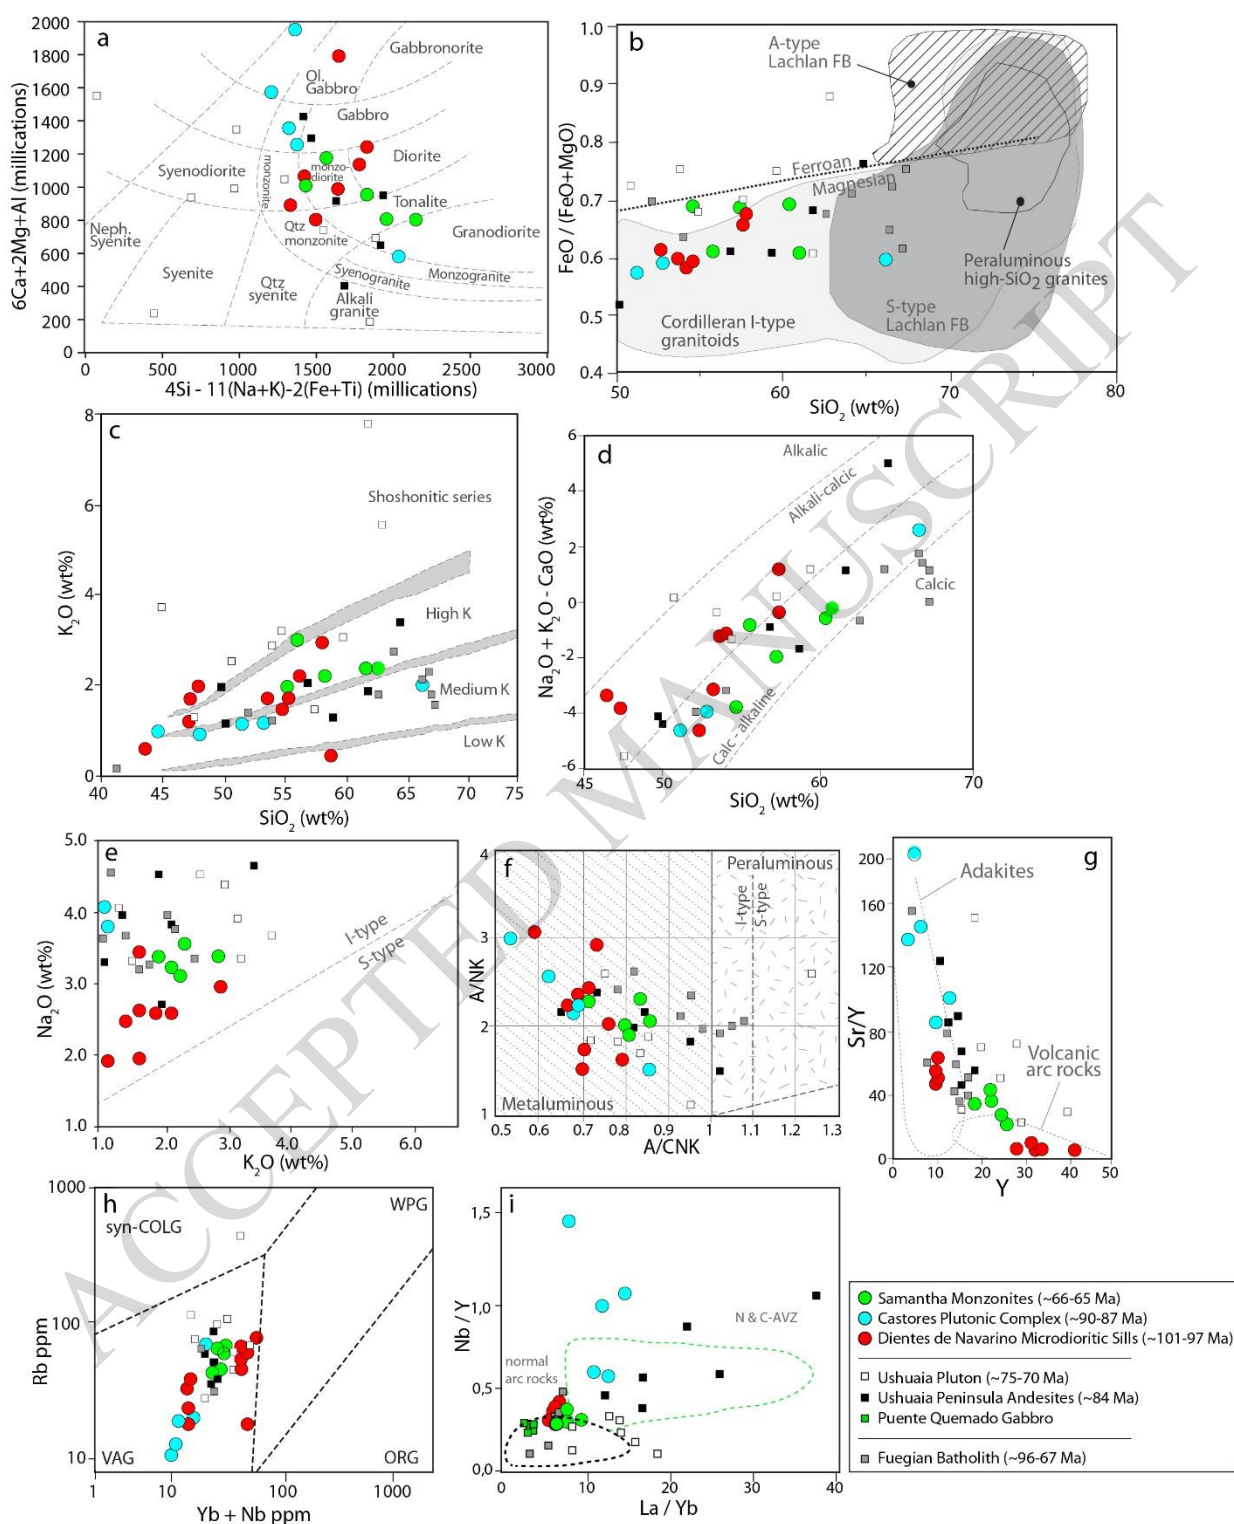 a
2000
1800
1600
1400
1200
1000
800
600
400
200
0
500
1000
1500
2000
2500
3000
6Ca+2Mg+Al (millications)
4Si - 11(Na+K)-2(Fe+Ti) (millications)
Gabbronorite
Ol.
Gabbro
Gabbro
Diorite
Syenodiorite
monzonite
monzo-
diorite
Tonalite
Neph.
Syenite
Qtz
monzonite
Granodiorite
Syenite
Qtz
syenite
Syenogranite
Monzogranite
Alkali
granite
b
1.0
0.9
0.8
0.7
0.6
0.5
0.4
50
60
70
80
FeO / (FeO+MgO)
SiO2 (wt%)
A-type
Lachlan FB
Ferroan
Magnesian
Peraluminous
high-SiO2 granites
Cordilleran I-type
granitoids
S-type
Lachlan FB
c
8
6
4
2
0
40
45
50
55
60
65
70
75
K2O (wt%)
SiO2 (wt%)
Shoshonitic series
High K
Medium K
Low K
d
6
4
2
0
-2
-4
-6
45
50
60
70
Na2O + K2O - CaO (wt%)
SiO2 (wt%)
Alkalic
Alkali-calcic
Calc - alkaline
Calcic
e
5.0
4.0
3.0
2.0
1.0
1.0
2.0
3.0
4.0
5.0
6.0
Na2O (wt%)
K2O (wt%)
I-type
S-type
f
4
3
2
1
0.5
0.6
0.7
0.8
0.9
1
1.1
1.2
1.3
A/NK
A/CNK
Peraluminous
I-type
S-type
Metaluminous
g
200
160
120
80
40
0
0
10
20
30
40
50
Sr/Y
Y
Adakites
Volcanic
arc rocks
h
1000
100
10
1
10
100
1000
Rb ppm
Yb + Nb ppm
syn-COLG
WPG
VAG
ORG
i
1,5
1,0
0,5
0,0
0
10
20
30
40
Nb / Y
La / Yb
N & C-AVZ
normal
arc rocks
Samantha Monzonites (~66-65 Ma)
Castores Plutonic Complex (~90-87 Ma)
Dientes de Navarino Microdioritic Sills (~101-97 Ma)
Ushuaia Pluton (~75-70 Ma)
Ushuaia Peninsula Andesites (~84 Ma)
Puente Quemado Gabbro
Fuegian Batholith (~96-67 Ma)
ACCEPTED MANUSCRIPT